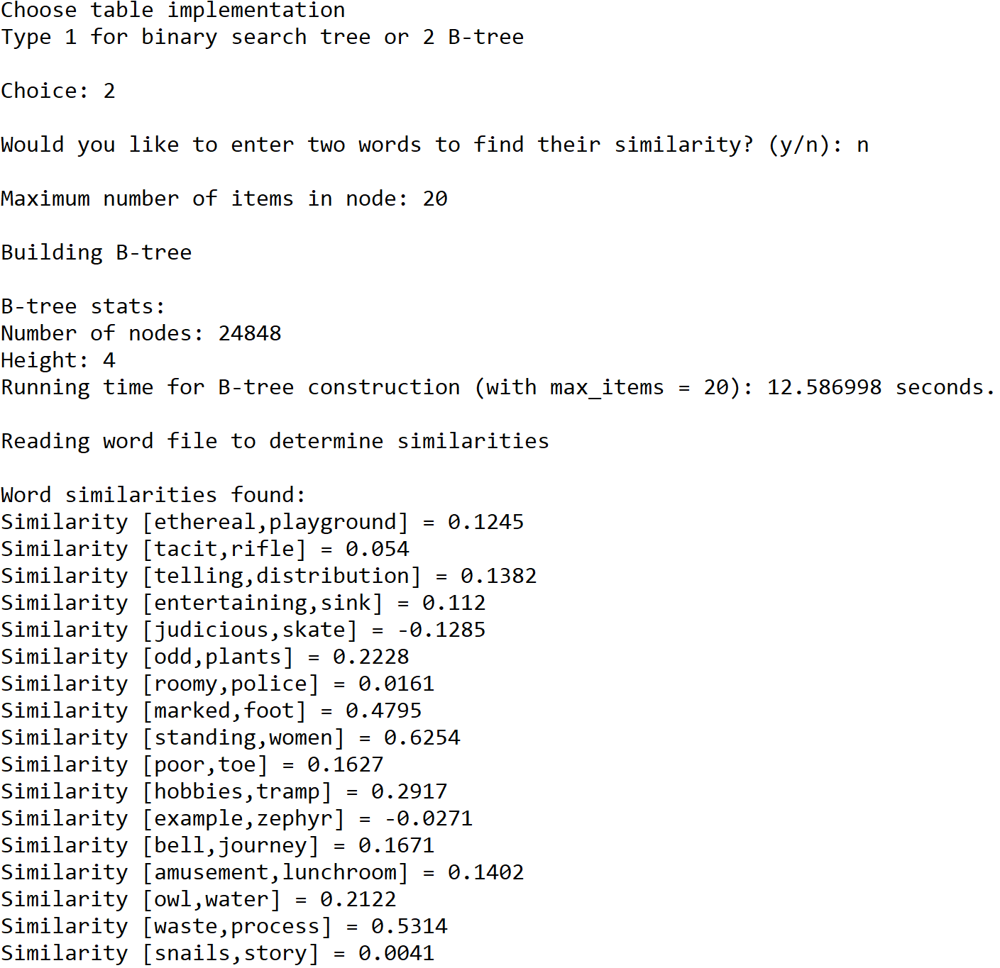 Choose table implementation
Type 1 for binary search tree or 2 B-tree
Choice: 2
Would you like to enter two words to find their similarity? (y/n): n
Maximum number of items in node: 20
Building B-tree
B-tree stats:
Number of nodes: 24848
Height: 4
Running time for B-tree construction (with max_items = 20): 12.586998 seconds.
Reading word file to determine similarities
Word similarities found:
Similarity [ethereal,playground] = 0.1245
Similarity [tacit,rifle] = 0.054
Similarity [telling,distribution] = 0.1382
Similarity [entertaining,sink] = 0.112
Similarity [judicious,skate] = -0.1285
Similarity [odd,plants] = 0.2228
Similarity [roomy,police] = 0.0161
Similarity [marked,foot] = 0.4795
Similarity [standing,women] = 0.6254
Similarity [poor,toe] = 0.1627
Similarity [hobbies,tramp] = 0.2917
Similarity [example,zephyr] = -0.0271
Similarity [bell,journey] = 0.1671
Similarity [amusement,lunchroom] = 0.1402
Similarity [owl,water] = 0.2122
Similarity [waste,process] = 0.5314
Similarity [snails,story] = 0.0041